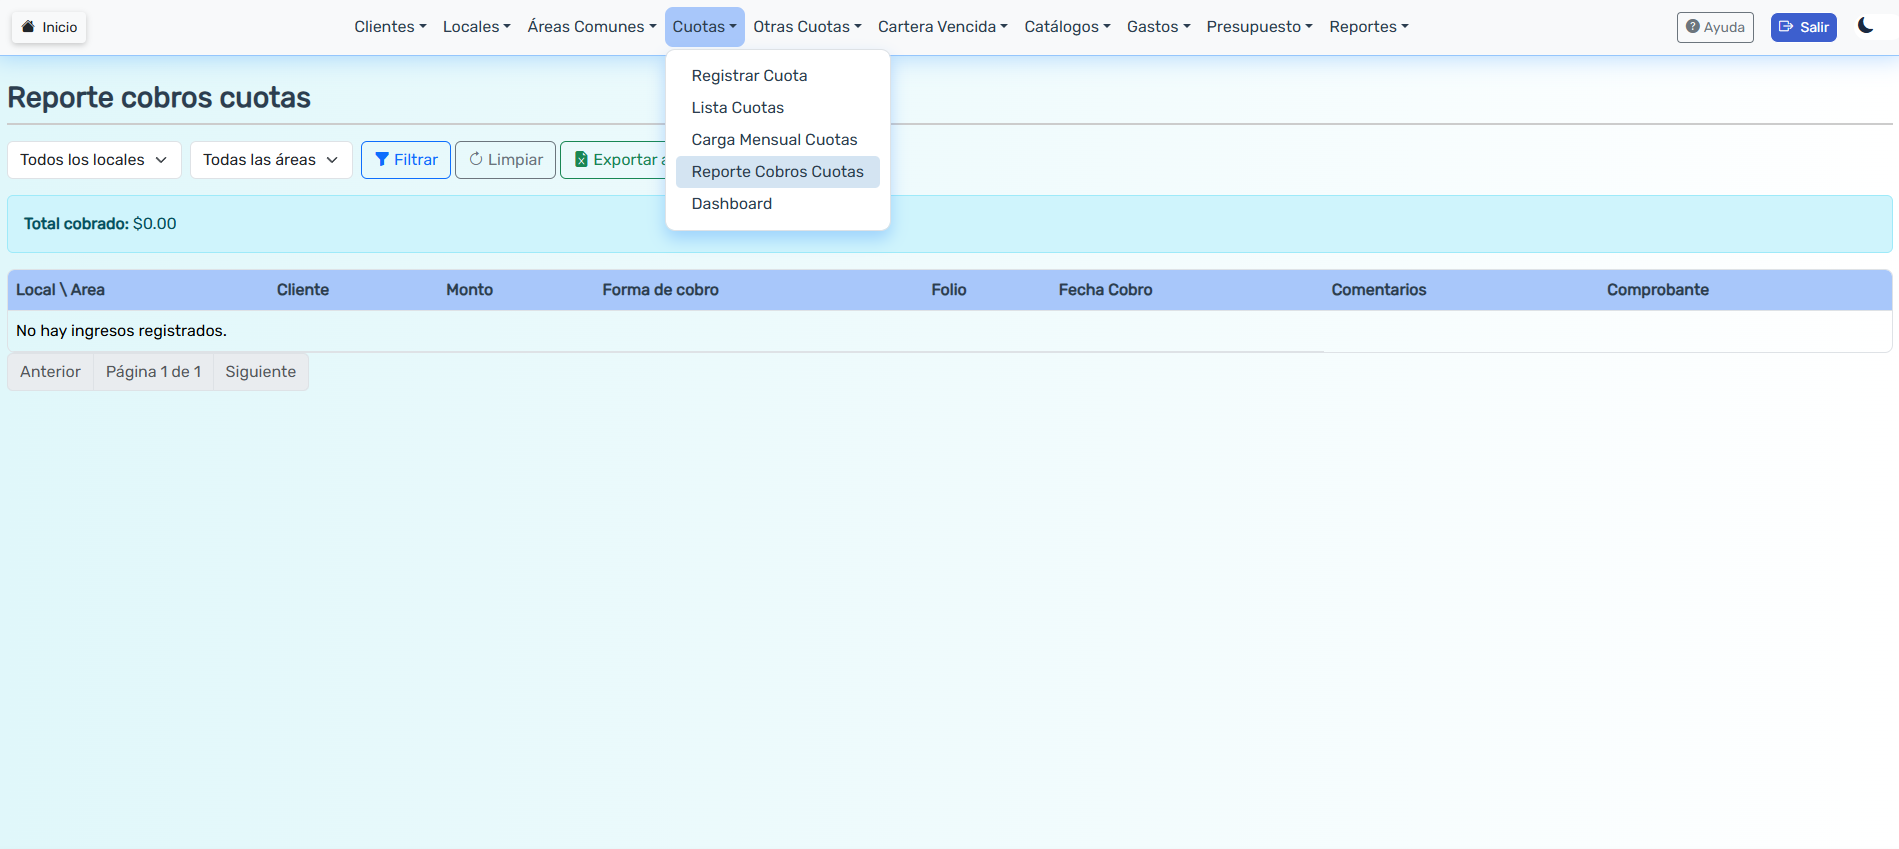 Inicio Clientes Locales Áreas Comunes Cuotas Otras Cuotas Cartera Vencida Catálogos Gastos Presupuesto Reportes Ayuda Salir
Registrar Cuota
Lista Cuotas
Carga Mensual Cuotas
Reporte Cobros Cuotas
Dashboard
Reporte cobros cuotas
Todos los locales Todas las áreas Filtrar Limpiar Exportar a
Total cobrado: $0.00
Local \ Area Cliente Monto Forma de cobro Folio Fecha Cobro Comentarios Comprobante
No hay ingresos registrados.
Anterior Página 1 de 1 Siguiente